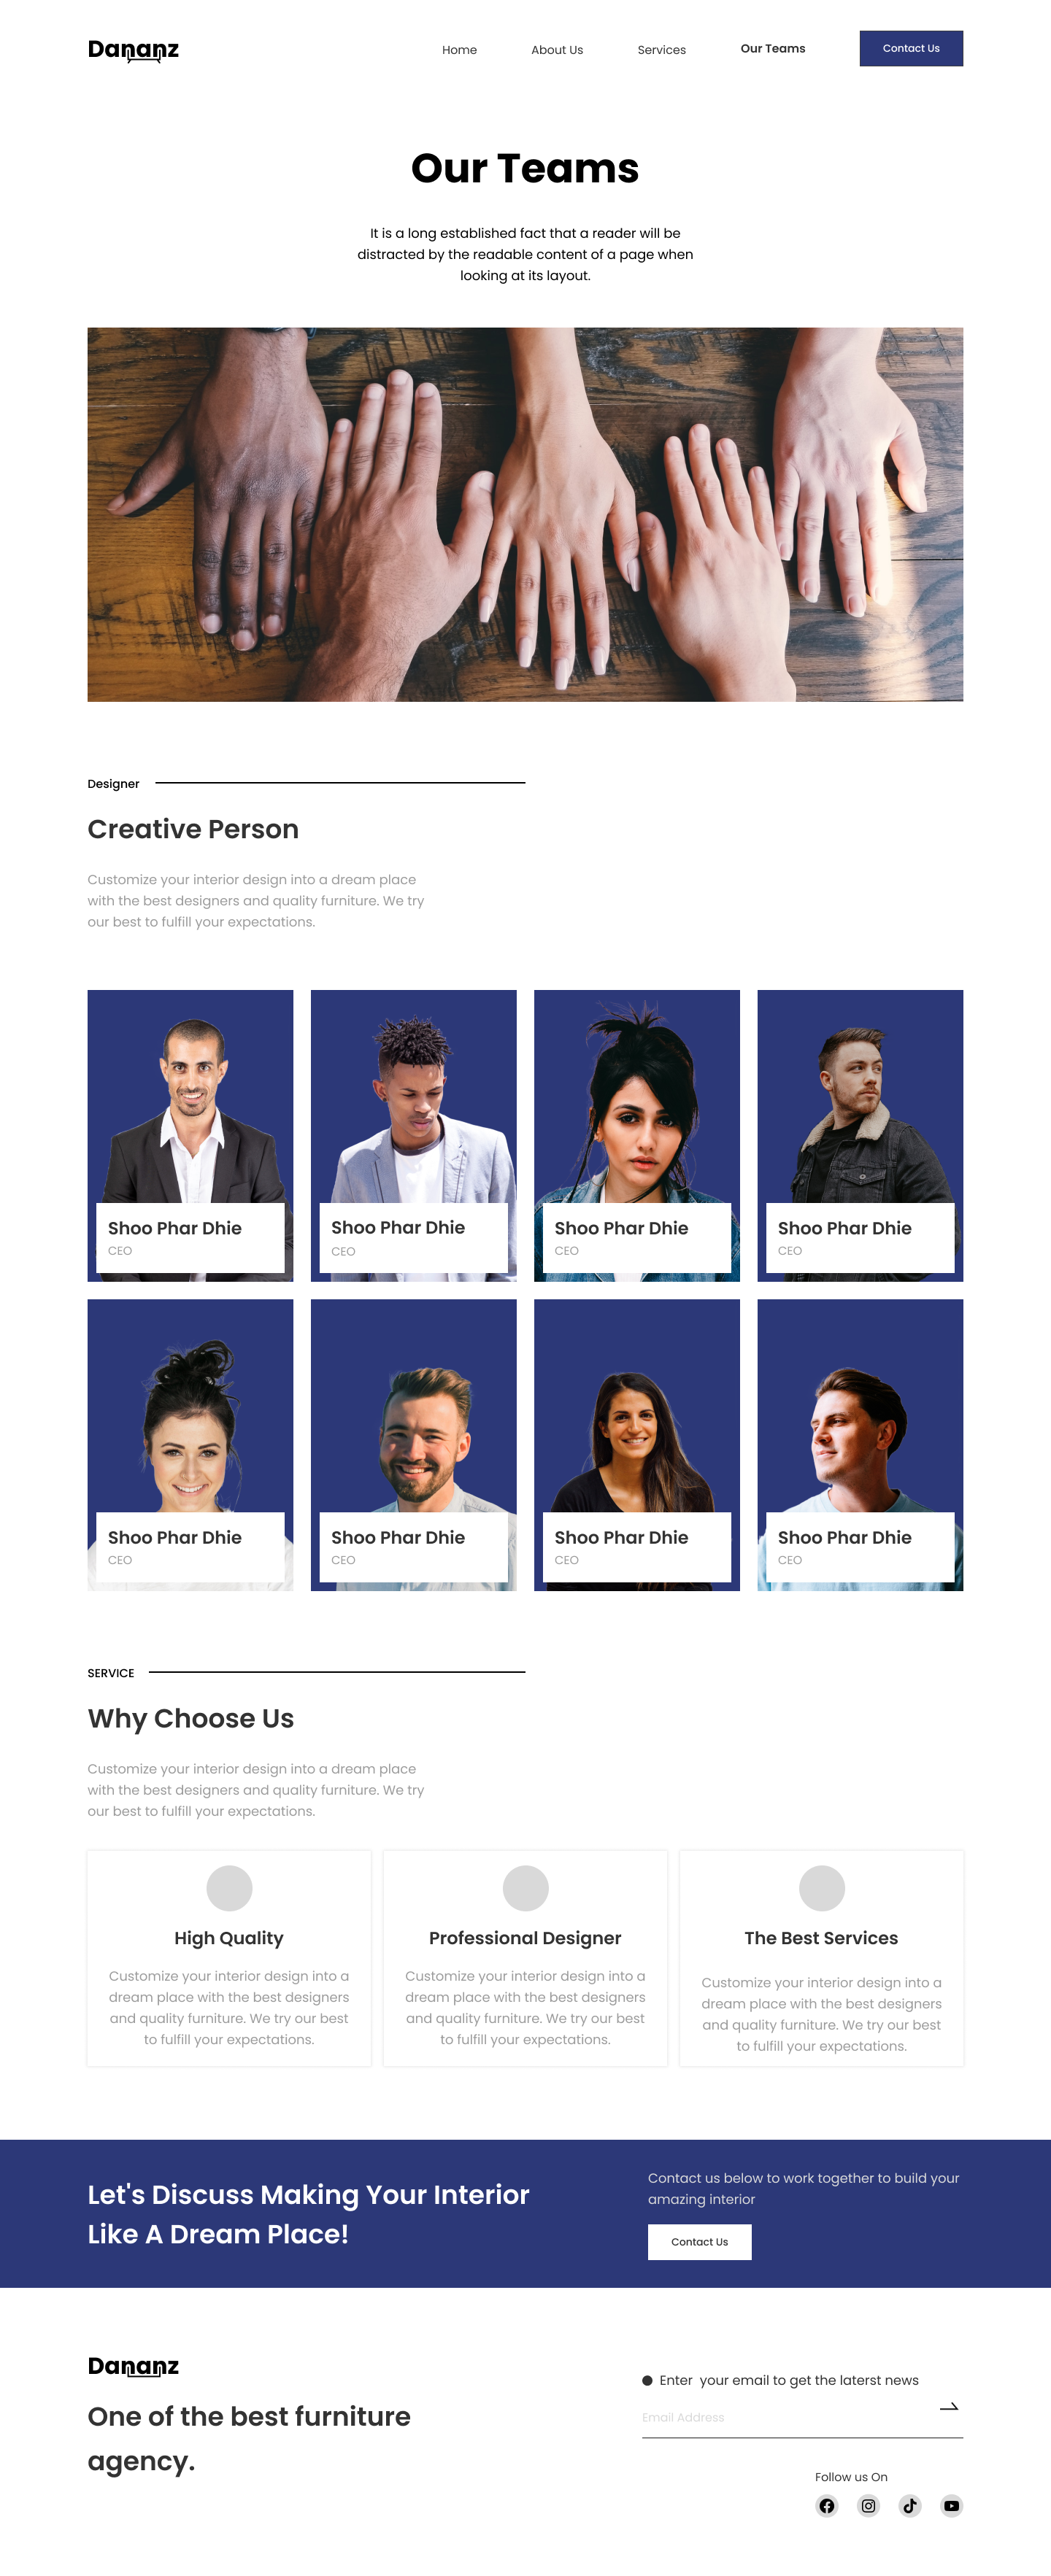 Dananz
Home
About Us
Services
Our Teams
Contact Us
Our Teams
It is a long established fact that a reader will be
distracted by the readable content of a page when
looking at its layout.
Designer
Creative Person
Customize your interior design into a dream place
with the best designers and quality furniture. We try
our best to fulfill your expectations.
Shoo Phar Dhie
CEO
Shoo Phar Dhie
CEO
Shoo Phar Dhie
CEO
Shoo Phar Dhie
CEO
Shoo Phar Dhie
CEO
Shoo Phar Dhie
CEO
Shoo Phar Dhie
CEO
Shoo Phar Dhie
CEO
SERVICE
Why Choose Us
Customize your interior design into a dream place
with the best designers and quality furniture. We try
our best to fulfill your expectations.
High Quality
Customize your interior design into a
dream place with the best designers
and quality furniture. We try our best
to fulfill your expectations.
Professional Designer
Customize your interior design into a
dream place with the best designers
and quality furniture. We try our best
to fulfill your expectations.
The Best Services
Customize your interior design into a
dream place with the best designers
and quality furniture. We try our best
to fulfill your expectations.
Let's Discuss Making Your Interior
Like A Dream Place!
Contact us below to work together to build your
amazing interior
Contact Us
Dananz
One of the best furniture
agency.
Enter  your email to get the laterst news
Email Address
Follow us On